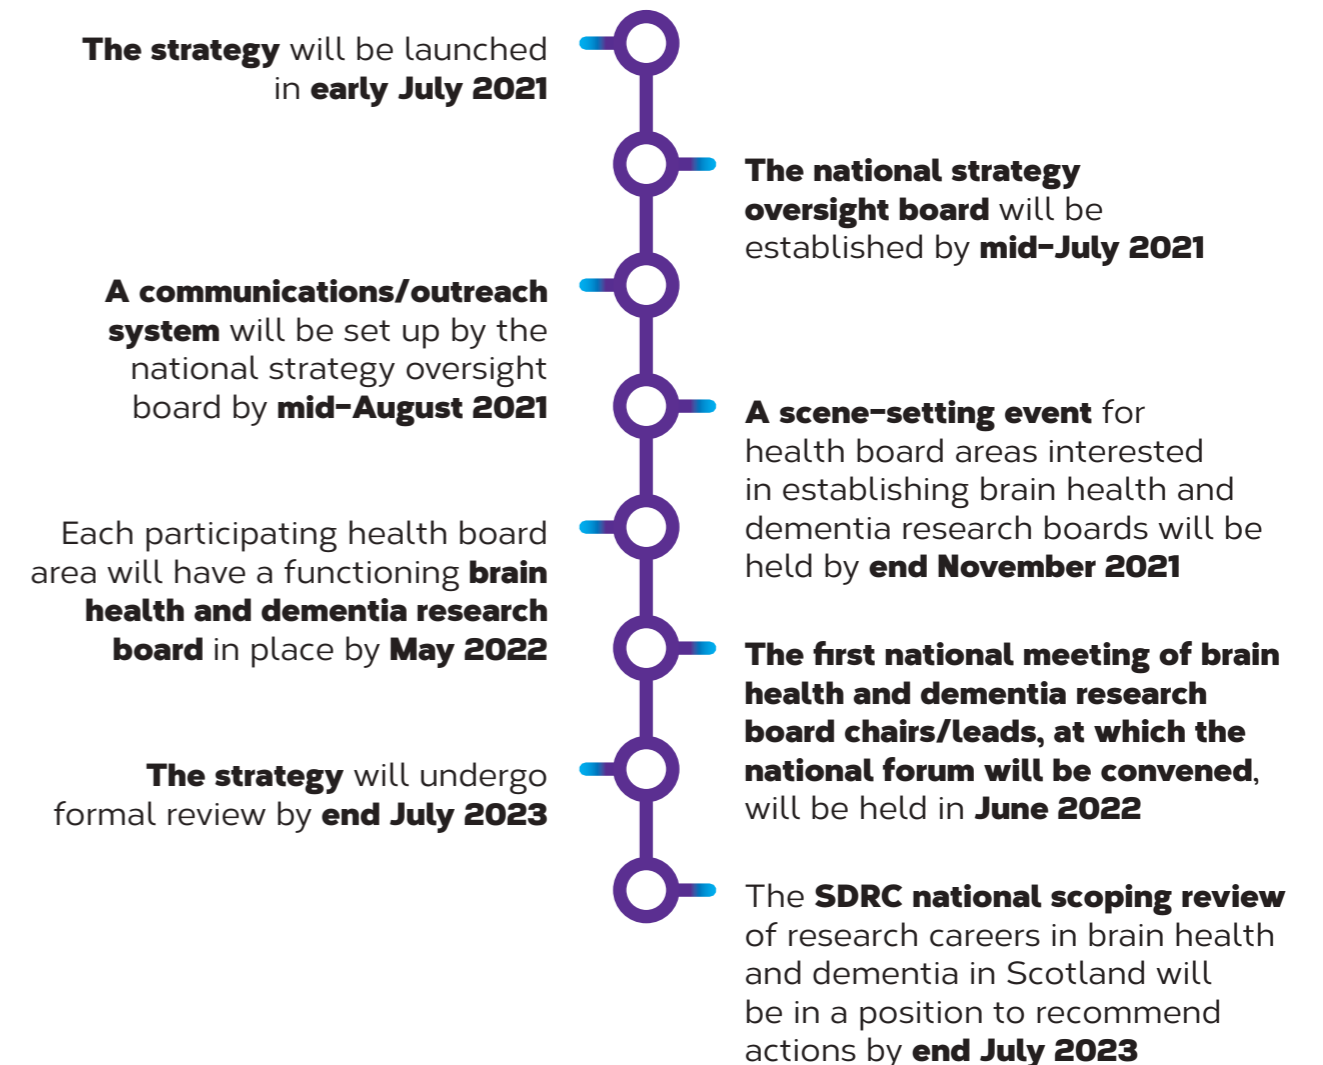 The strategy will be launched
in early July 2021
The national strategy
oversight board will be
established by mid-July 2021
A communications/outreach
system will be set up by the
national strategy oversight
board by mid-August 2021
A scene-setting event for
health board areas interested
in establishing brain health and
dementia research boards will be
held by end November 2021
Each participating health board
area will have a functioning brain
health and dementia research
board in place by May 2022
The first national meeting of brain
health and dementia research
board chairs/leads, at which the
national forum will be convened,
will be held in June 2022
The strategy will undergo
formal review by end July 2023
The SDRC national scoping review
of research careers in brain health
and dementia in Scotland will
be in a position to recommend
actions by end July 2023